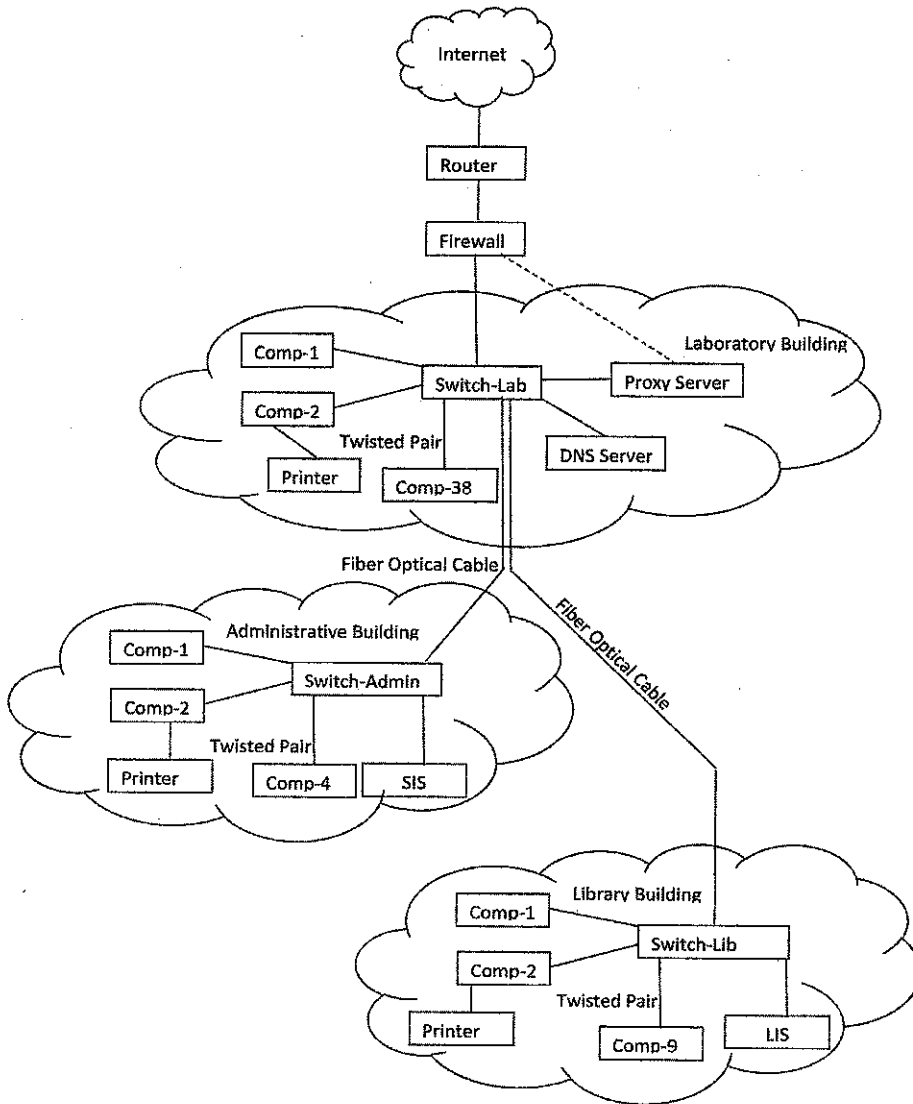 Internet
Router
Firewall
Laboratory Building
Comp-1
Switch-Lab
Proxy Server
Comp-2
Twisted Pair
DNS Server
Printer
Comp-38
Fiber Optical Cable
Fiber Optical Cable
Administrative Building
Comp-1
Switch-Admin
Comp-2
Twisted Pair
Printer
Comp-4
SIS
Library Building
Comp-1
Switch-Lib
Comp-2
Twisted Pair
Printer
Comp-9
LIS